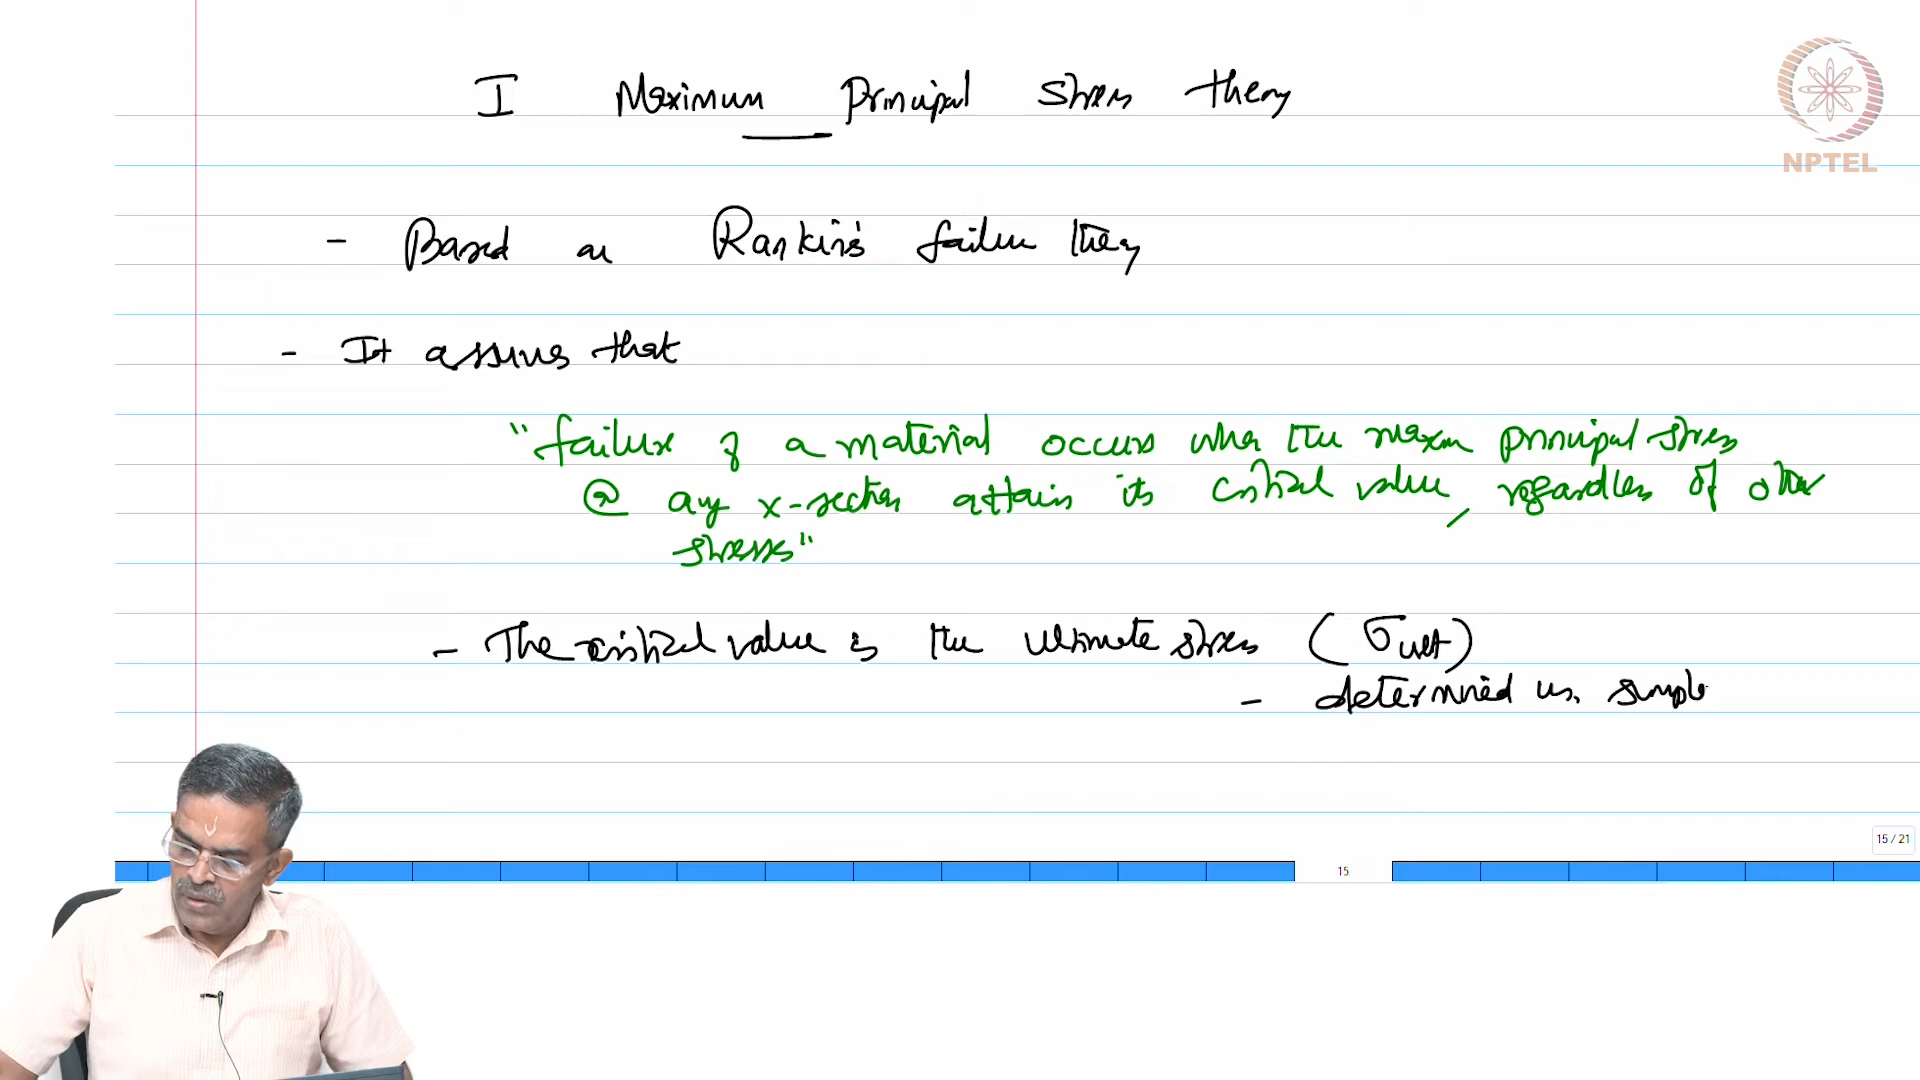 I Maximum Principal stress theory
NPTEL
- Based on Rankine's failure theory
- It assumes that
"failure of a material occurs when the maxm principal stress
@ any x-section attains its critical value, regardless of other
stresses"
- The critical value is the ultimate stress (σult)
- determined us. simple
15/21
15